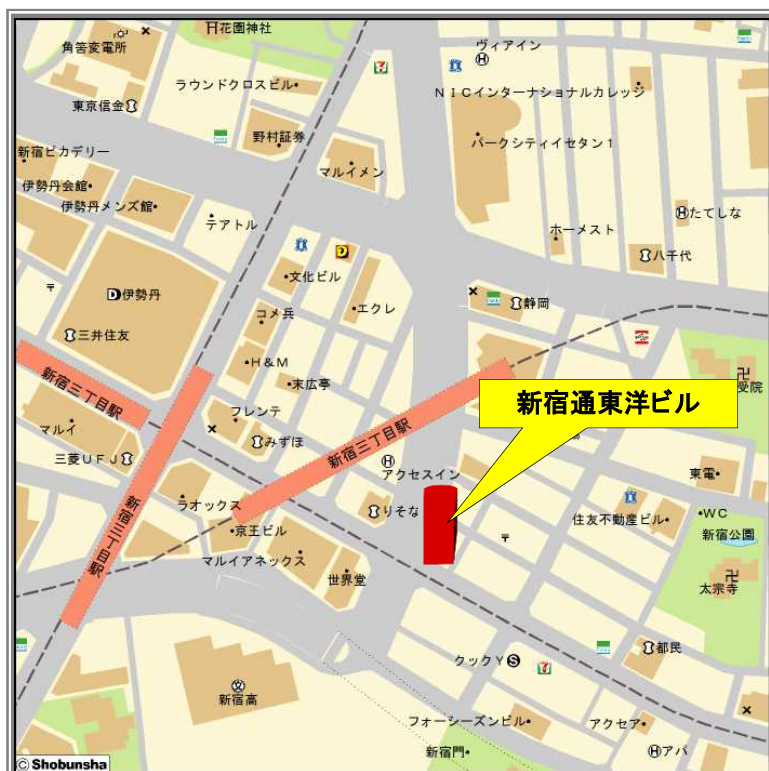 花園神社
角筈変電所
ヴィアイン
ラウンドクロスビル
NICインターナショナルカレッジ
東京信金
野村証券
パークシティイセタン1
新宿ピカデリー
マルイメン
伊勢丹会館
伊勢丹メンズ館
テアトル
たてしな
ホーメスト
八千代
文化ビル
伊勢丹
コメ兵
エクレ
静岡
三井住友
H&M
末広亭
新宿三丁目駅
受院
フレンテ
新宿通東洋ビル
マルイ
みずほ
新宿三丁目駅
三菱UFJ
アクセスイン
東電
ラオックス
りそな
WC
新宿三丁目駅
京王ビル
住友不動産ビル
新宿公園
マルイアネックス
世界堂
太宗寺
都民
クックY
新宿高
フォーシーズンビル
アクセア
新宿門
アパ
© Shobunsha